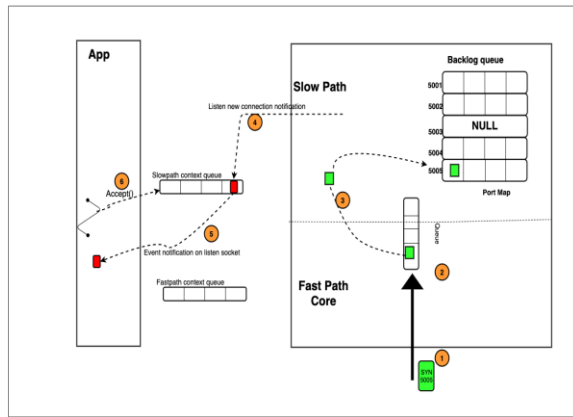 App
Backlog queue
5001
Slow Path
5002
Listen new connection notification
4
NULL
5003
5004
6
Slowpath context queue
5005
Accept()
3
Port Map
5
Queue
Event notification on listen socket
2
Fastpath context queue
Fast Path
Core
1
SYN
5005